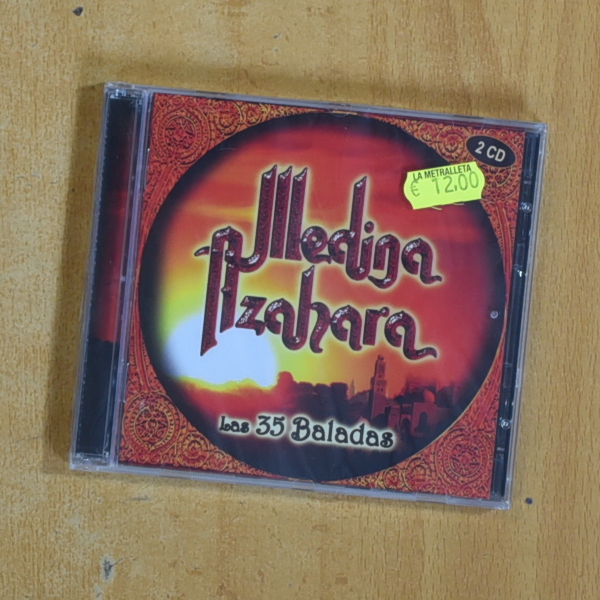 2 CD
LA METRALLETA
€ 12,00
Medina
Azahara
Las 35 Baladas